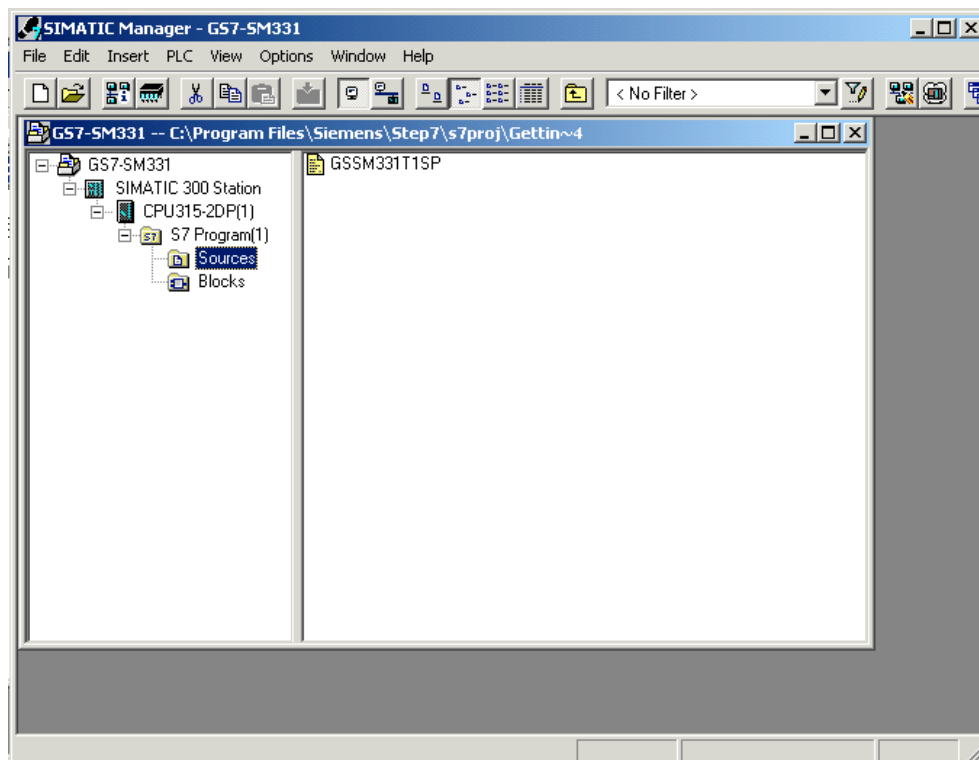 SIMATIC Manager - GS7-SM331
File Edit Insert PLC View Options Window Help
< No Filter >
GS7-SM331 -- C:\Program Files\Siemens\Step7\s7proj\Gettin~4
GS7-SM331
SIMATIC 300 Station
CPU315-2DP(1)
S7 Program(1)
Sources
Blocks
GSSM331T1SP